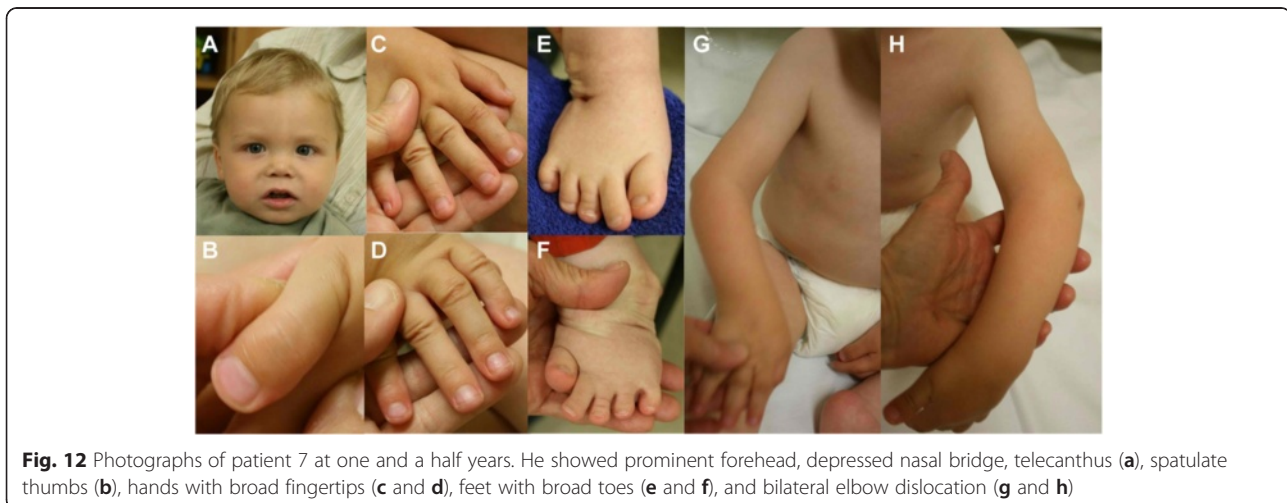 A C E G H
B D F
Fig. 12 Photographs of patient 7 at one and a half years. He showed prominent forehead, depressed nasal bridge, telecanthus (a), spatulate
thumbs (b), hands with broad fingertips (c and d), feet with broad toes (e and f), and bilateral elbow dislocation (g and h)